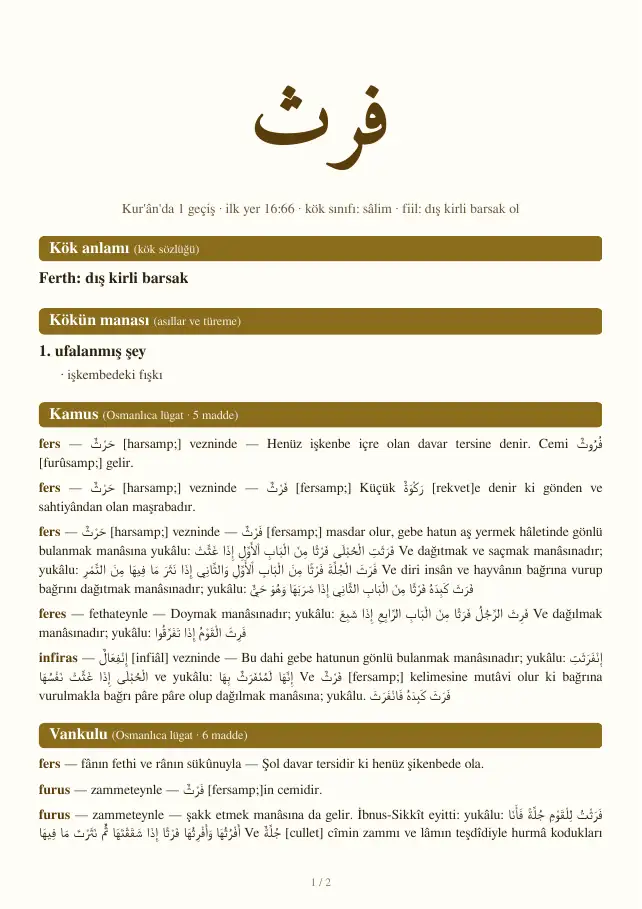 فرث
Kur'ân'da 1 geçiş · ilk yer 16:66 · kök sınıfı: sâlim · fiil: dış kirli barsak ol
Kök anlamı (kök sözlüğü)
Ferth: dış kirli barsak
Kökün manası (asıllar ve türeme)
1. ufalanmış şey
· işkembedeki fışkı
Kamus (Osmanlıca lügat · 5 madde)
fers — حَرْثٌ [harsamp;] vezninde — Henüz işkenbe içre olan davar tersine denir. Cemi فُرُوثٌ
[furûsamp;] gelir.
fers — حَرْثٌ [harsamp;] vezninde — فَرْثٌ [fersamp;] Küçük رَكْوَةٌ [rekvet]e denir ki gönden ve
sahtiyândan olan maşrabadır.
fers — حَرْثٌ [harsamp;] vezninde — فَرْثٌ [fersamp;] masdar olur, gebe hatun aş yermek hâletinde gönlü
bulanmak manâsına yukâlu: فَرَثَتِ الْحُبْلَى فَرْثًا مِنَ الْبَابِ اْلأَوَّلِ إِذَا غَثَتْ Ve dağıtmak ve saçmak manâsınadır;
yukâlu: فَرَثَ الْجُلَّةَ فَرْثًا مِنَ الْبَابِ اْلأَوَّلِ وَالثَّانِي إِذَا نَثَرَ مَا فِيهَا مِنَ التَّمْرِ Ve diri insân ve hayvânın bağrına vurup
bağrını dağıtmak manâsınadır; yukâlu: فَرَثَ كَبِدَهُ فَرْثًا مِنَ الْبَابِ الثَّانِي إِذَا ضَرَبَهَا وَهُوَ حَيٌّ
feres — fethateynle — Doymak manâsınadır; yukâlu: فَرِثَ الرَّجُلُ فَرَثًا مِنَ الْبَابِ الرَّابِعِ إِذَا شَبِعَ Ve dağılmak
manâsınadır; yukâlu: فَرِثَ الْقَوْمُ إِذَا تَفَرَّقُوا
infiras — إِنْفِعَالٌ [infiâl] vezninde — Bu dahi gebe hatunun gönlü bulanmak manâsınadır; yukâlu: إِنْفَرَثَتِ
الْحُبْلَى إِذَا غَثَتْ نَفْسُهَا ve yukâlu: إِنَّهَا لَمُنْفَرَثٌ بِهَا Ve فَرْثٌ [fersamp;] kelimesine mutâvi olur ki bağrına
vurulmakla bağrı pâre pâre olup dağılmak manâsına; yukâlu. فَرَثَ كَبِدَهُ فَانْفَرَثَ
Vankulu (Osmanlıca lügat · 6 madde)
fers — fânın fethi ve rânın sükûnuyla — Şol davar tersidir ki henüz şikenbede ola.
furus — zammeteynle — فَرْثٌ [fersamp;]in cemidir.
furus — zammeteynle — şakk etmek manâsına da gelir. İbnus-Sikkît eyitti: yukâlu: فَرَثْتُ لِلْقَوْمِ جُلَّةً فَأَنَا
أَفْرُثُهَا وَأَفْرِثُهَا فَرْثًا إِذَا شَقَقْتَهَا ثُمَّ نَثَرْتَ مَا فِيهَا Ve جُلَّةٌ [cullet] cîmin zammı ve lâmın teşdîdiyle hurmâ kodukları
1 / 2